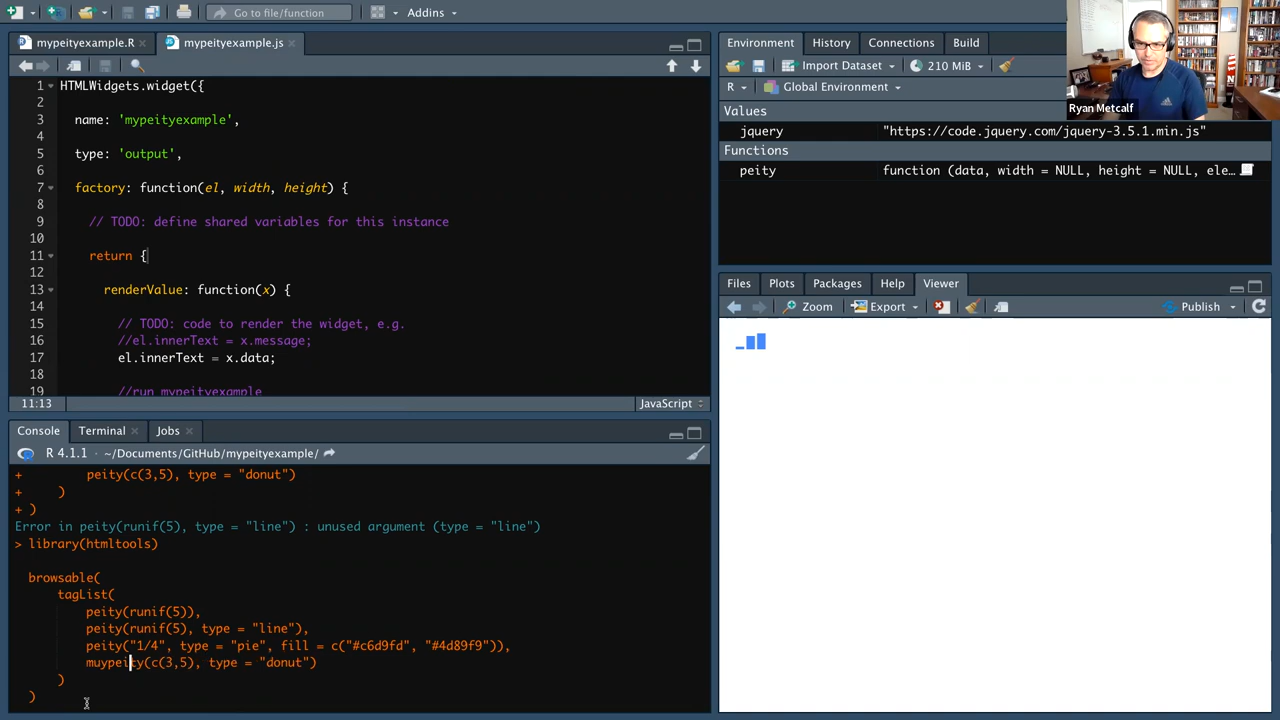 Go to file/function
Addins
mypeityexample.R
mypeityexample.js
1 HTMLWidgets.widget({
2
3 name: 'mypeityexample',
4
5 type: 'output',
6
7 factory: function(el, width, height) {
8
9 // TODO: define shared variables for this instance
10
11 return {
12
13 renderValue: function(x) {
14
15 // TODO: code to render the widget, e.g.
16 //el.innerText = x.message;
17 el.innerText = x.data;
18
19 //run mypeityexample
11:13
JavaScript
Console Terminal Jobs
R 4.1.1 · ~/Documents/GitHub/mypeityexample/
+ peity(c(3,5), type = "donut")
+ )
+ )
Error in peity(runif(5), type = "line") : unused argument (type = "line")
> library(htmltools)
browsable(
tagList(
peity(runif(5)),
peity(runif(5), type = "line"),
peity("1/4", type = "pie", fill = c("#c6d9fd", "#4d89f9")),
muypeity(c(3,5), type = "donut")
)
)
Environment History Connections Build
Import Dataset 210 MiB
R Global Environment
Values
jquery "https://code.jquery.com/jquery-3.5.1.min.js"
Functions
peity function (data, width = NULL, height = NULL, ele…
Files Plots Packages Help Viewer
Zoom Export Publish
Ryan Metcalf